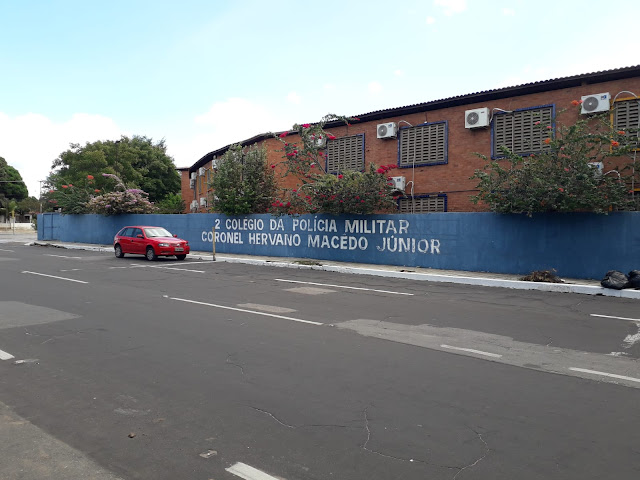 2 COLEGIO DA POLÍCIA MILITAR
CORONEL HERVANO MACEDO JÚNIOR